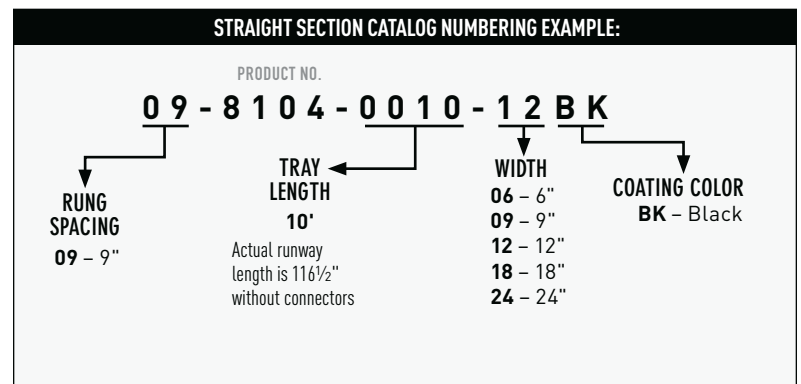 STRAIGHT SECTION CATALOG NUMBERING EXAMPLE:
PRODUCT NO.
09-8104-0010-12BK
RUNG
SPACING
09 – 9"
TRAY
LENGTH
10'
Actual runway
length is 116½"
without connectors
WIDTH
06 – 6"
09 – 9"
12 – 12"
18 – 18"
24 – 24"
COATING COLOR
BK – Black